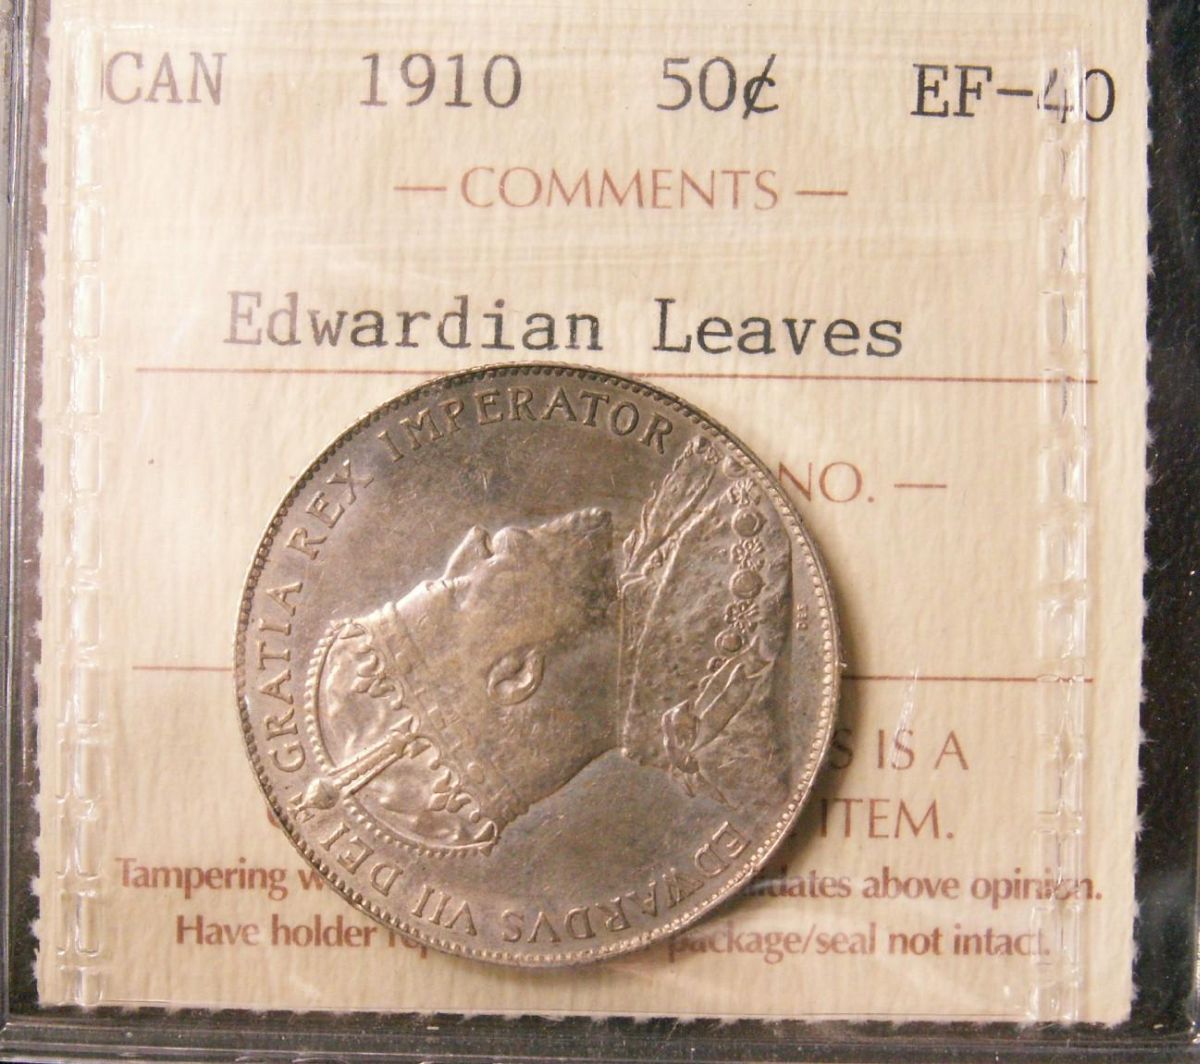 CAN 1910 50¢ EF-40
— COMMENTS —
Edwardian Leaves
NO. —
IS A
ITEM.
Tampering above opinion.
Have holder package/seal not intact.
EDWARDVS VII DEI GRATIA REX IMPERATOR
DES